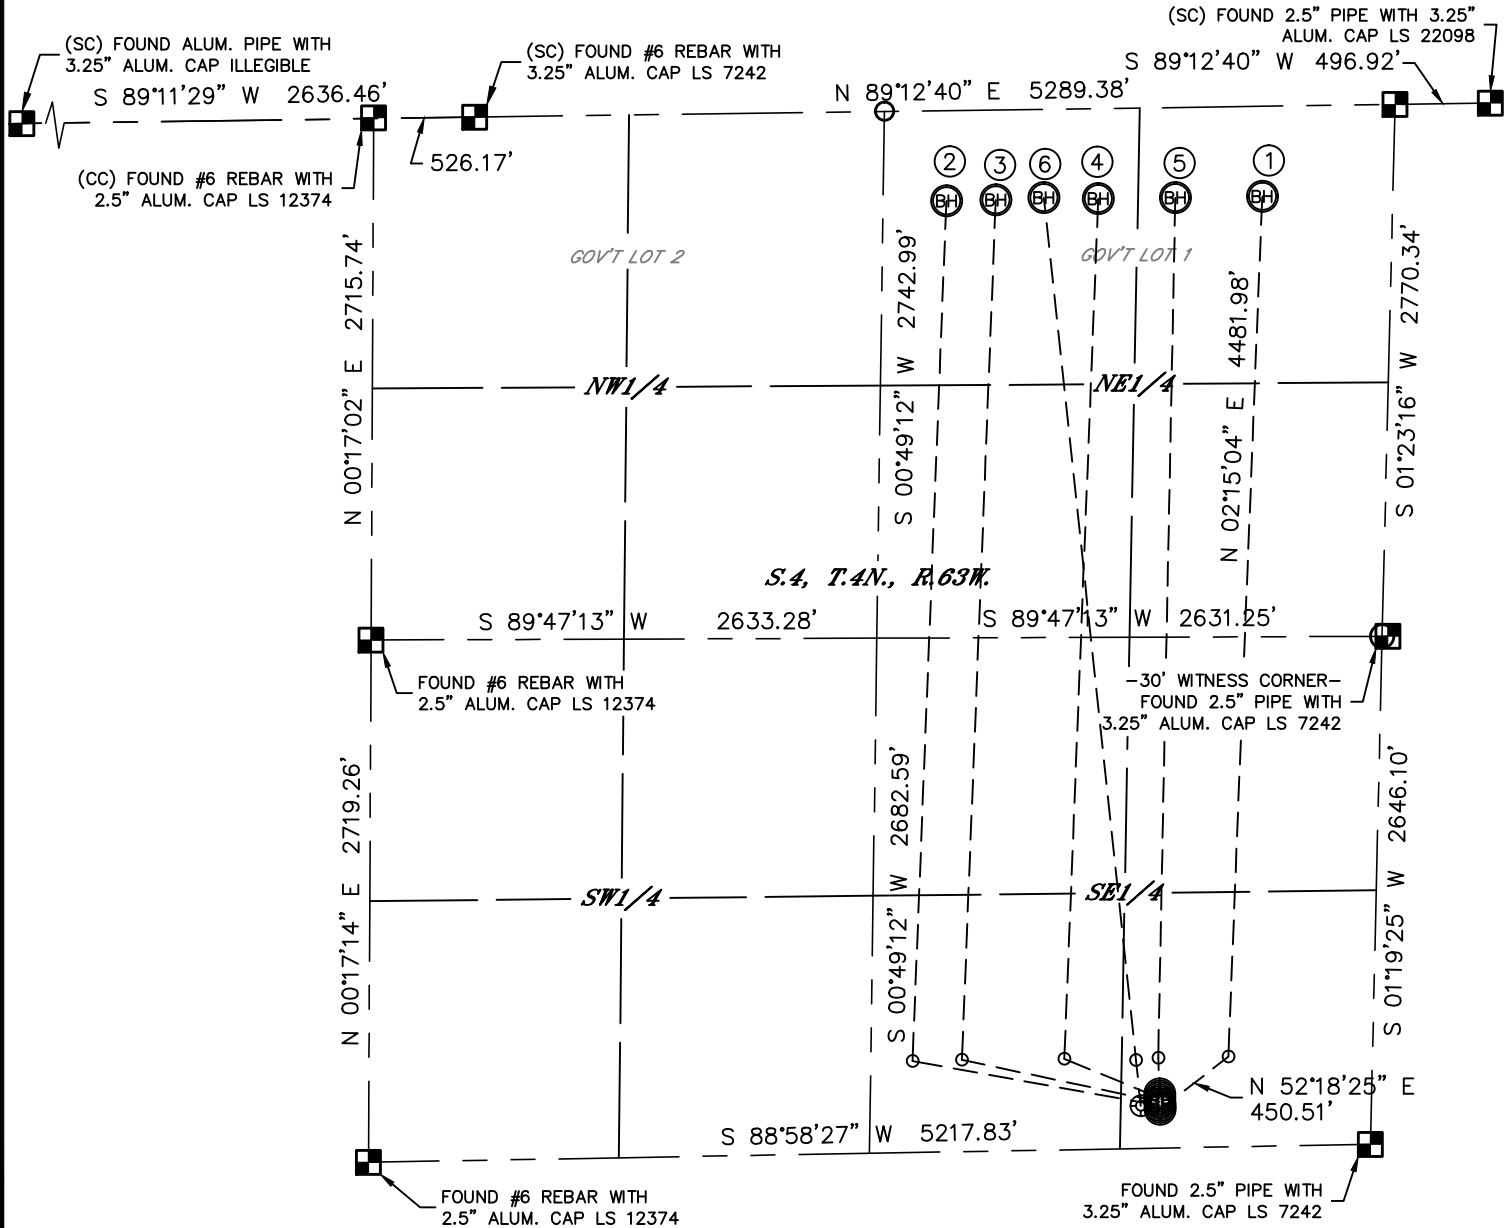 (SC) FOUND 2.5" PIPE WITH 3.25"
ALUM. CAP LS 22098
(SC) FOUND ALUM. PIPE WITH
3.25" ALUM. CAP ILLEGIBLE
(SC) FOUND #6 REBAR WITH
3.25" ALUM. CAP LS 7242
S 89°12'40" W 496.92'
S 89°11'29" W 2636.46'
N 89°12'40" E 5289.38'
526.17'
(CC) FOUND #6 REBAR WITH
2.5" ALUM. CAP LS 12374
2 3 6 4 5 1
BH BH BH BH BH BH
GOV'T LOT 2
GOV'T LOT 1
N 00°17'02" E 2715.74'
S 00°49'12" W 2742.99'
N 02°15'04" E 4481.98'
S 01°23'16" W 2770.34'
NW1/4
NE1/4
S.4, T.4N., R.63W.
S 89°47'13" W 2633.28'
S 89°47'13" W 2631.25'
FOUND #6 REBAR WITH
2.5" ALUM. CAP LS 12374
-30' WITNESS CORNER-
FOUND 2.5" PIPE WITH
3.25" ALUM. CAP LS 7242
N 00°17'14" E 2719.26'
S 00°49'12" W 2682.59'
S 01°19'25" W 2646.10'
SW1/4
SE1/4
N 52°18'25" E
450.51'
S 88°58'27" W 5217.83'
FOUND #6 REBAR WITH
2.5" ALUM. CAP LS 12374
FOUND 2.5" PIPE WITH
3.25" ALUM. CAP LS 7242